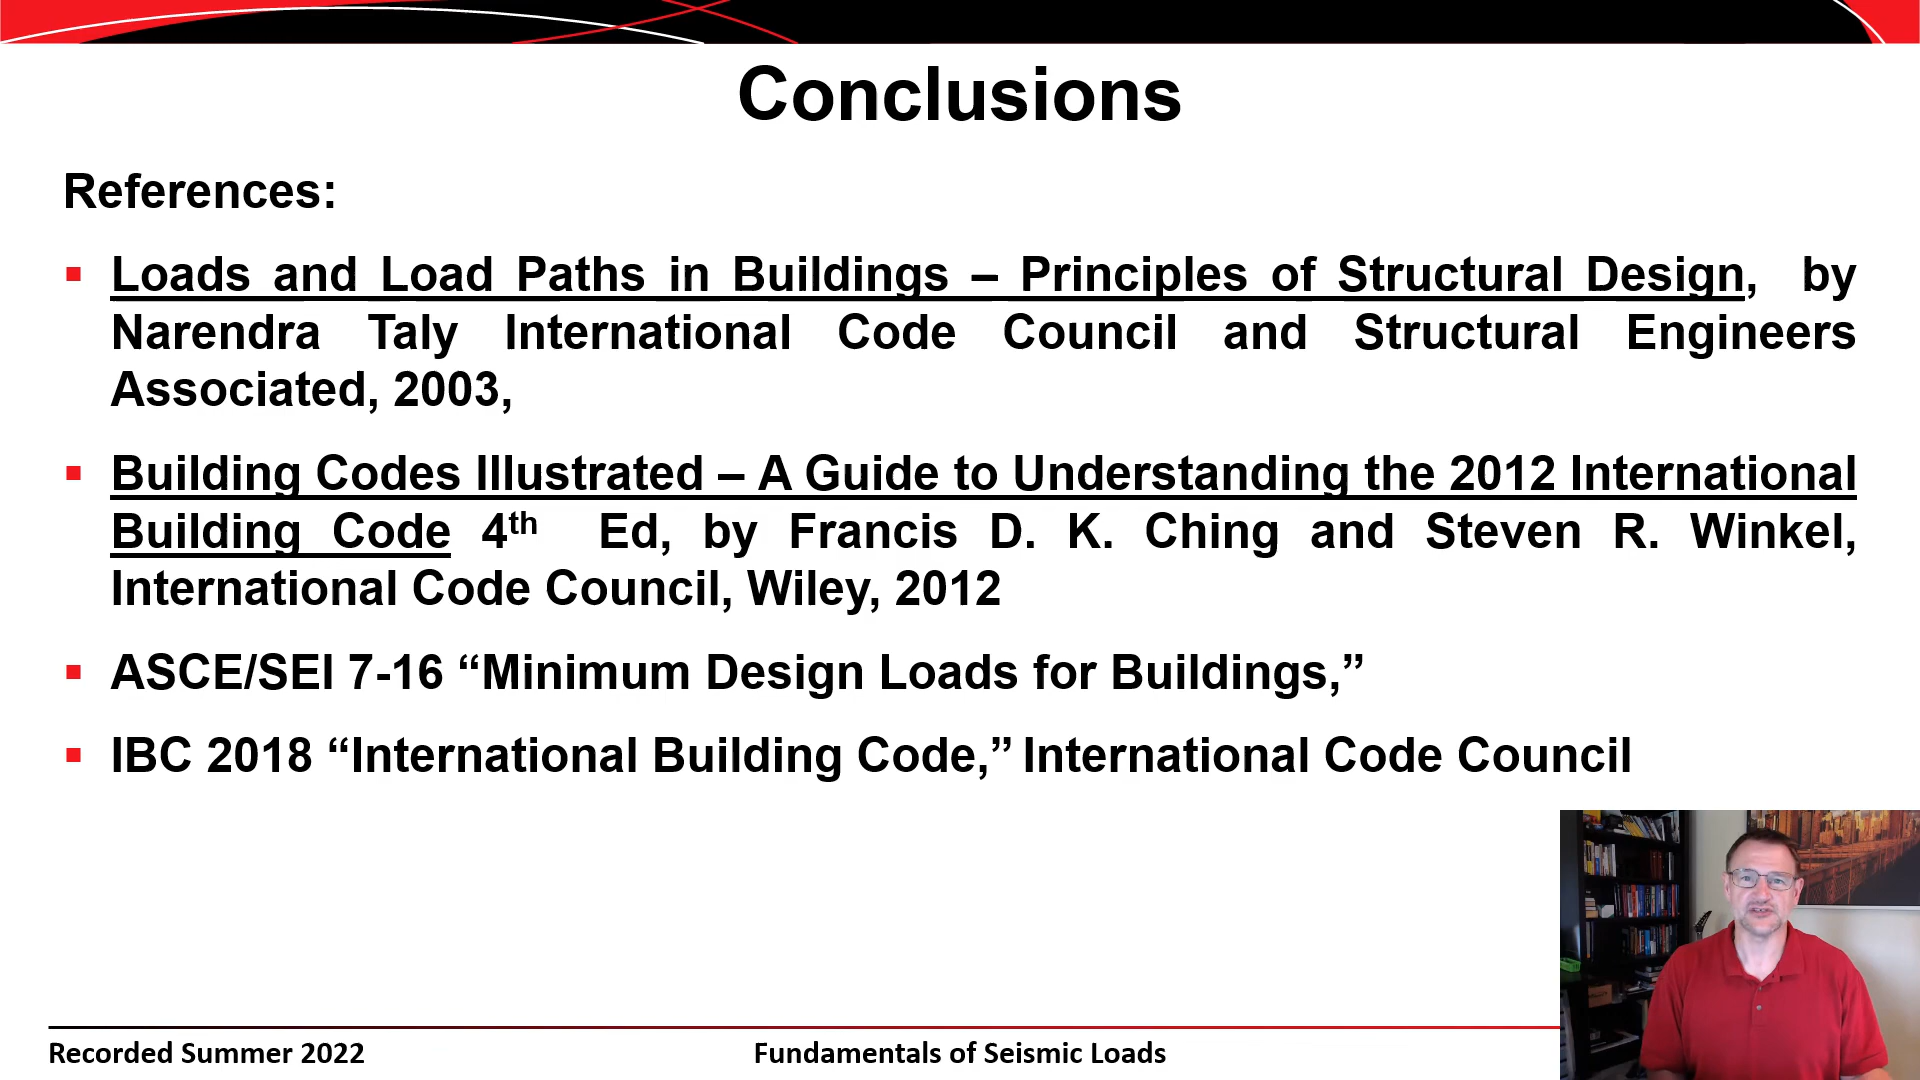 Conclusions
References:
▪ Loads and Load Paths in Buildings – Principles of Structural Design, by
Narendra Taly International Code Council and Structural Engineers
Associated, 2003,
▪ Building Codes Illustrated – A Guide to Understanding the 2012 International
Building Code 4th Ed, by Francis D. K. Ching and Steven R. Winkel,
International Code Council, Wiley, 2012
▪ ASCE/SEI 7-16 “Minimum Design Loads for Buildings,”
▪ IBC 2018 “International Building Code,” International Code Council
Recorded Summer 2022
Fundamentals of Seismic Loads